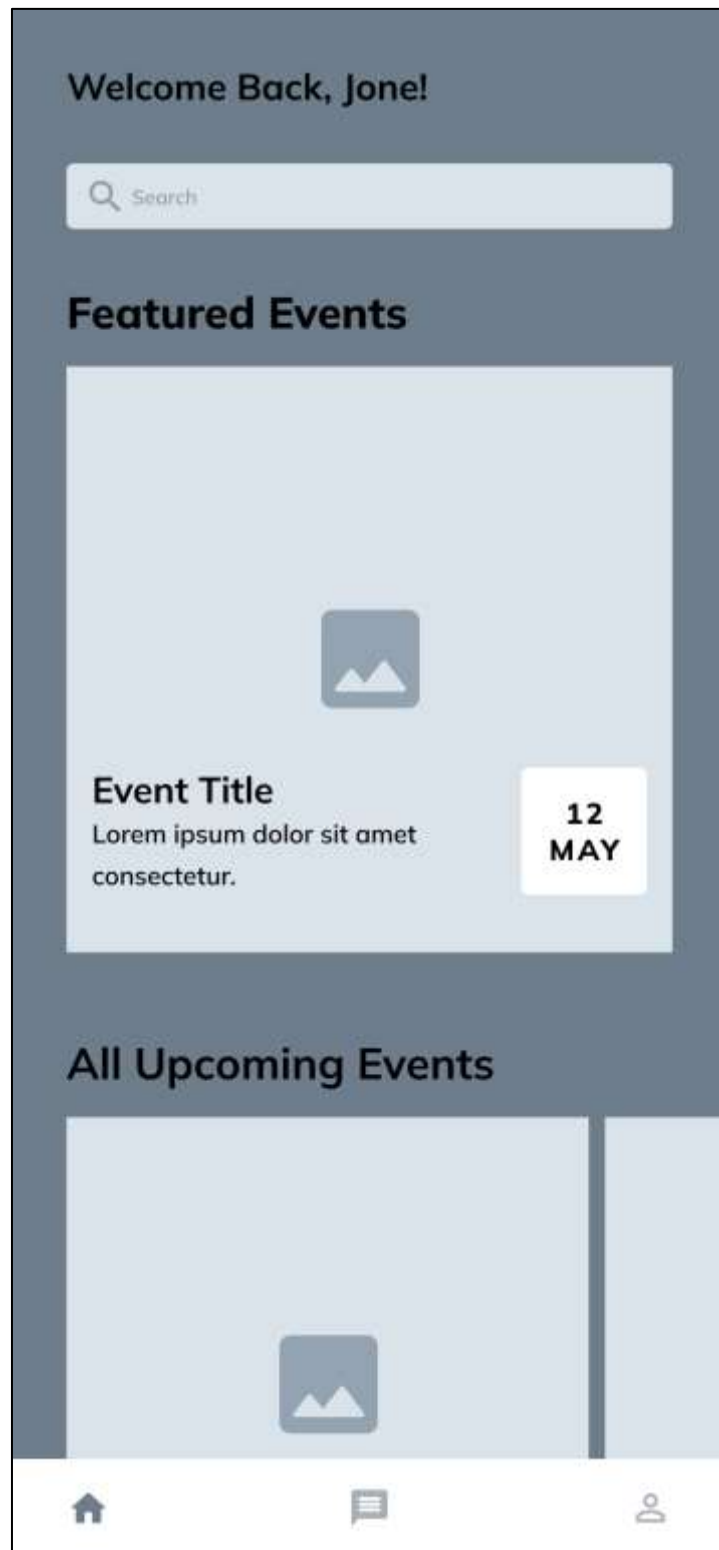 Welcome Back, Jone!
Search
Featured Events
Event Title
Lorem ipsum dolor sit amet
consectetur.
12
MAY
All Upcoming Events